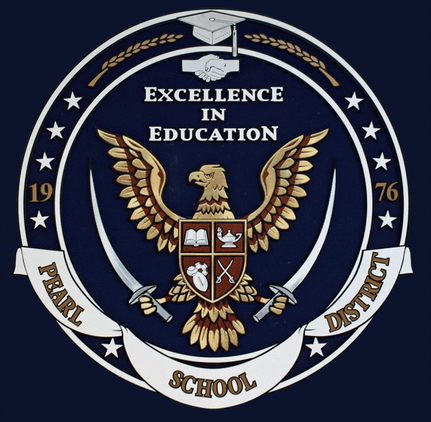 EXCELLENCE
IN
EDUCATION
19 76
PEARL
SCHOOL
DISTRICT